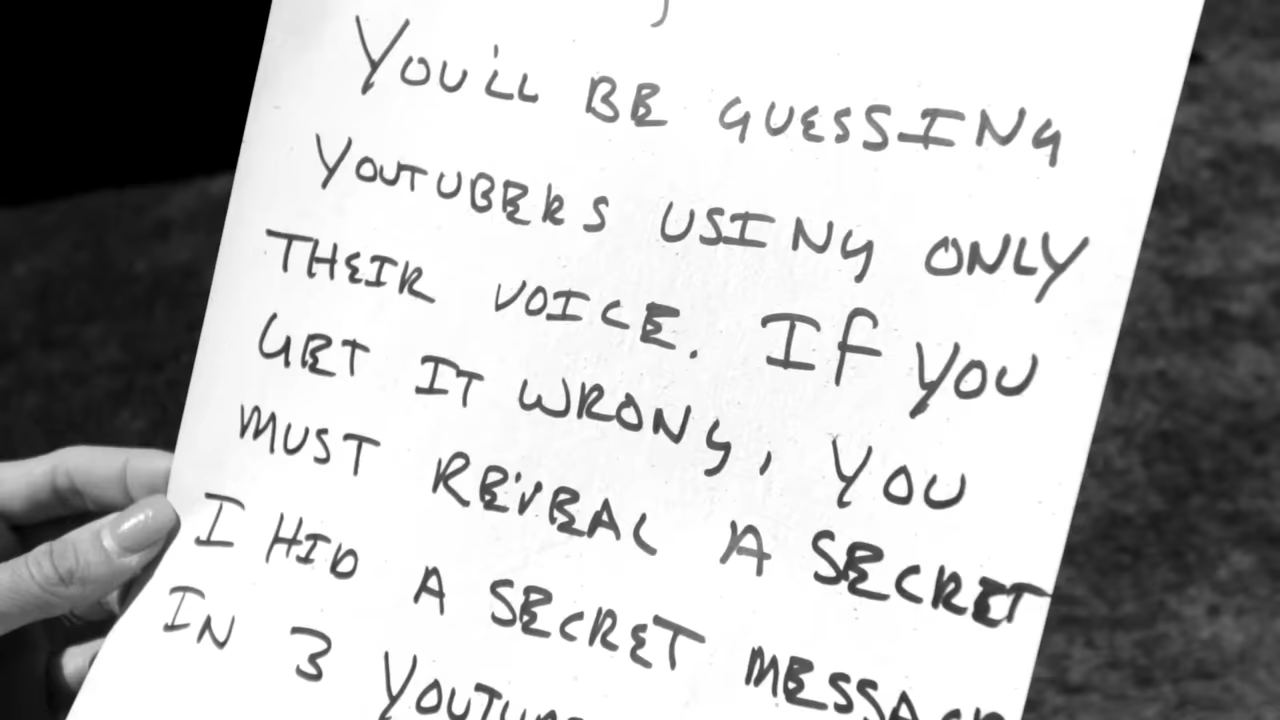 YOU'LL BE GUESSING
YOUTUBERS USING ONLY
THEIR VOICE. If YOU
GET IT WRONG, YOU
MUST REVEAL A SECRET
I HID A SECRET
IN 3